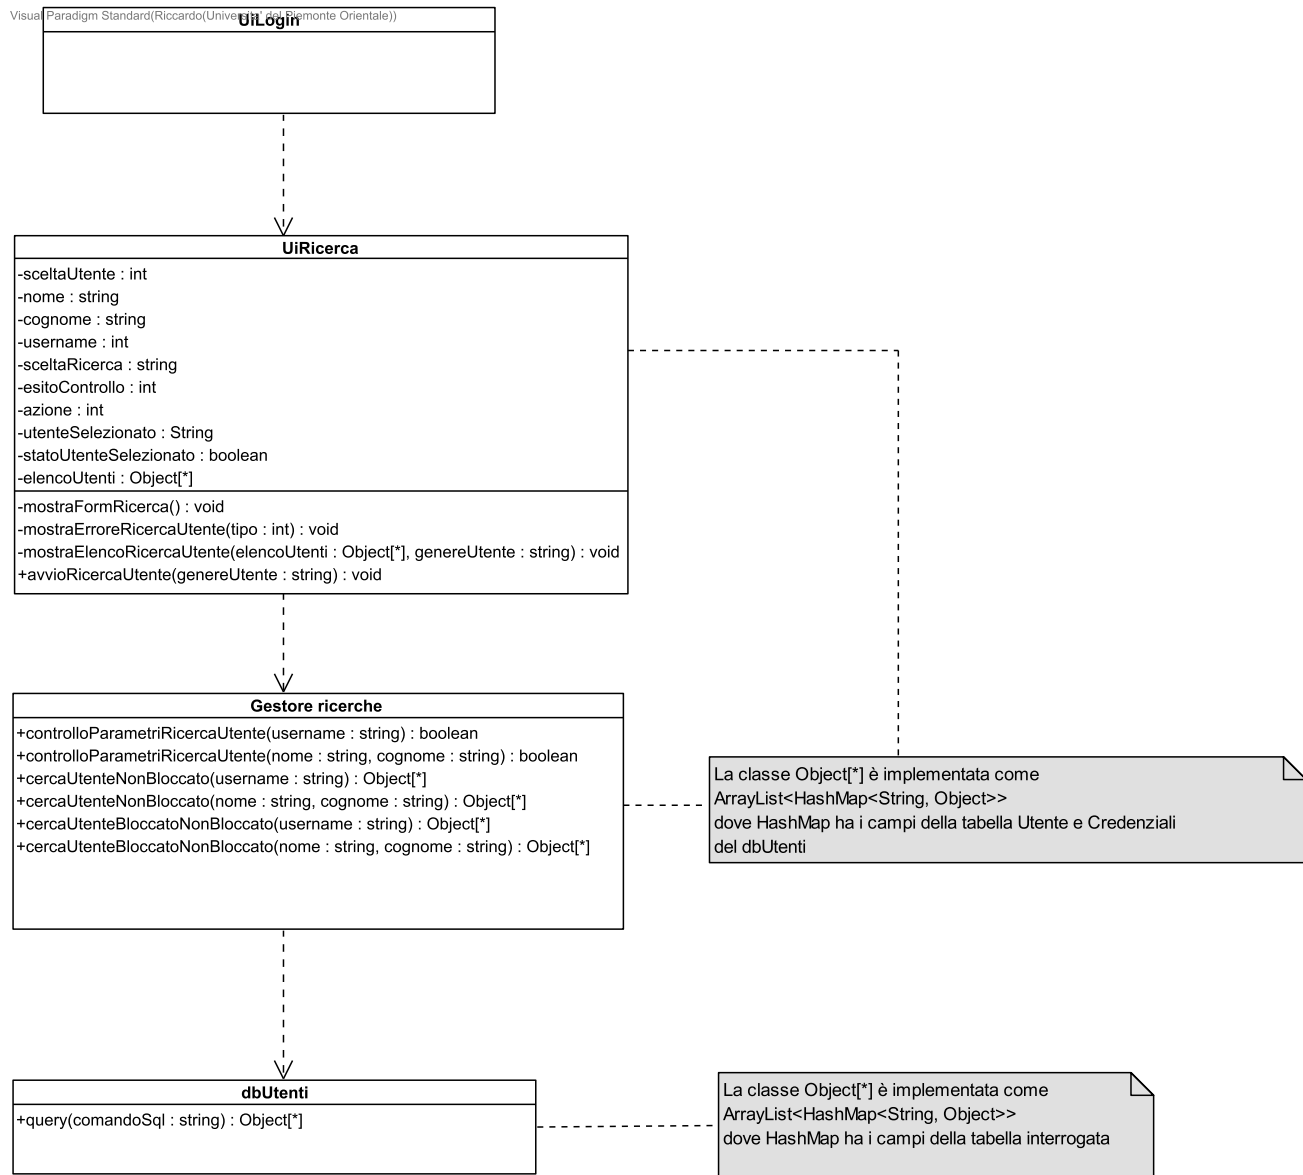 Visual Paradigm Standard(Riccardo(Universita' del Piemonte Orientale))
UiLogin
UiRicerca
-sceltaUtente : int
-nome : string
-cognome : string
-username : int
-sceltaRicerca : string
-esitoControllo : int
-azione : int
-utenteSelezionato : String
-statoUtenteSelezionato : boolean
-elencoUtenti : Object[*]
-mostraFormRicerca() : void
-mostraErroreRicercaUtente(tipo : int) : void
-mostraElencoRicercaUtente(elencoUtenti : Object[*], genereUtente : string) : void
+avvioRicercaUtente(genereUtente : string) : void
Gestore ricerche
+controlloParametriRicercaUtente(username : string) : boolean
+controlloParametriRicercaUtente(nome : string, cognome : string) : boolean
+cercaUtenteNonBloccato(username : string) : Object[*]
+cercaUtenteNonBloccato(nome : string, cognome : string) : Object[*]
+cercaUtenteBloccatoNonBloccato(username : string) : Object[*]
+cercaUtenteBloccatoNonBloccato(nome : string, cognome : string) : Object[*]
La classe Object[*] è implementata come
ArrayList<HashMap<String, Object>>
dove HashMap ha i campi della tabella Utente e Credenziali
del dbUtenti
dbUtenti
+query(comandoSql : string) : Object[*]
La classe Object[*] è implementata come
ArrayList<HashMap<String, Object>>
dove HashMap ha i campi della tabella interrogata